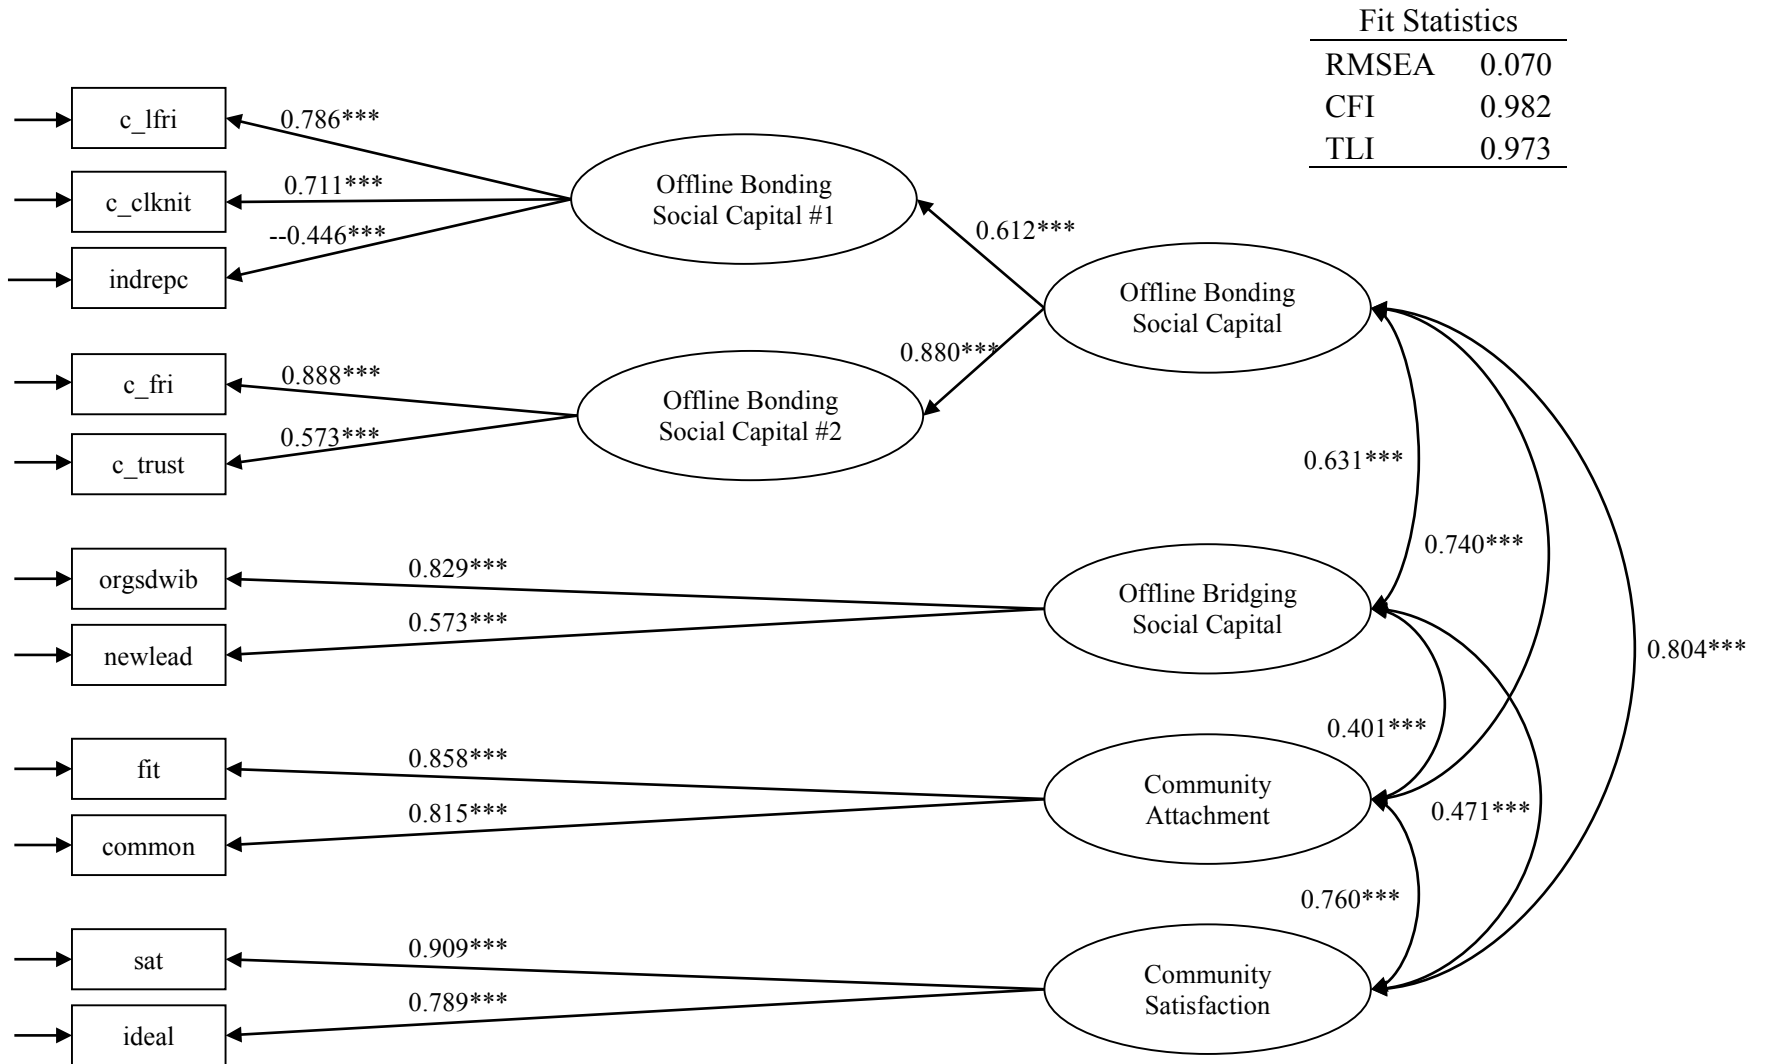 Fit Statistics
RMSEA 0.070
CFI 0.982
TLI 0.973
c_lfri
0.786***
c_clknit
0.711***
--0.446***
indrepc
Offline Bonding
Social Capital #1
0.612***
Offline Bonding
Social Capital
0.880***
c_fri
0.888***
c_trust
0.573***
Offline Bonding
Social Capital #2
0.631***
0.740***
0.804***
orgsdwib
0.829***
newlead
0.573***
Offline Bridging
Social Capital
0.401***
0.471***
fit
0.858***
common
0.815***
Community
Attachment
0.760***
sat
0.909***
ideal
0.789***
Community
Satisfaction